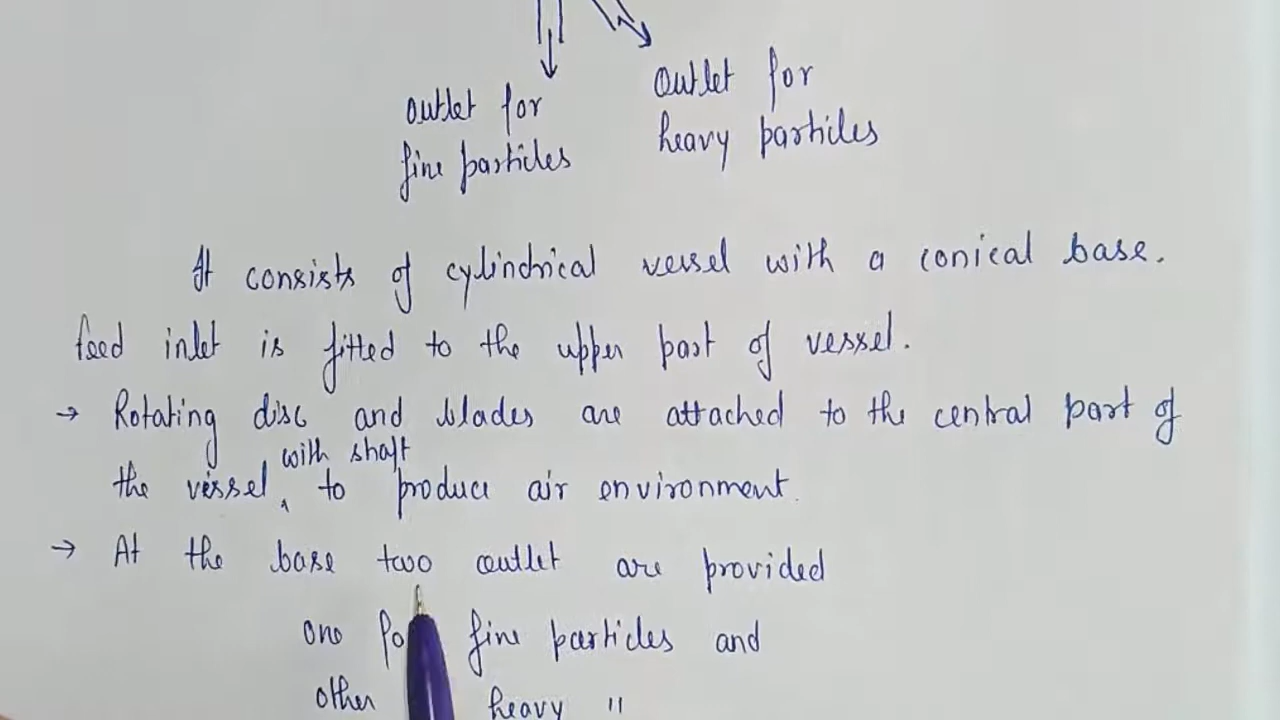 outlet for
fine particles
Outlet for
heavy particles
It consists of cylindrical vessel with a conical base.
feed inlet is fitted to the upper part of vessel.
→ Rotating disc and blades are attached to the central part of
with shaft
the vessel ‸ to produce air environment.
→ At the base two outlet are provided
one fo fine particles and
other heavy "